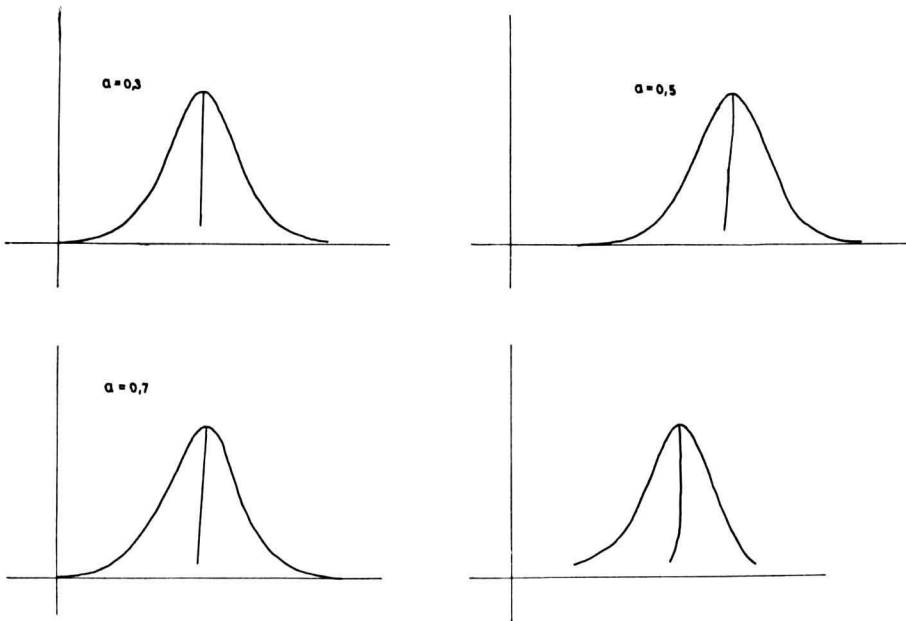 a = 0,3
a = 0,5
a = 0,7